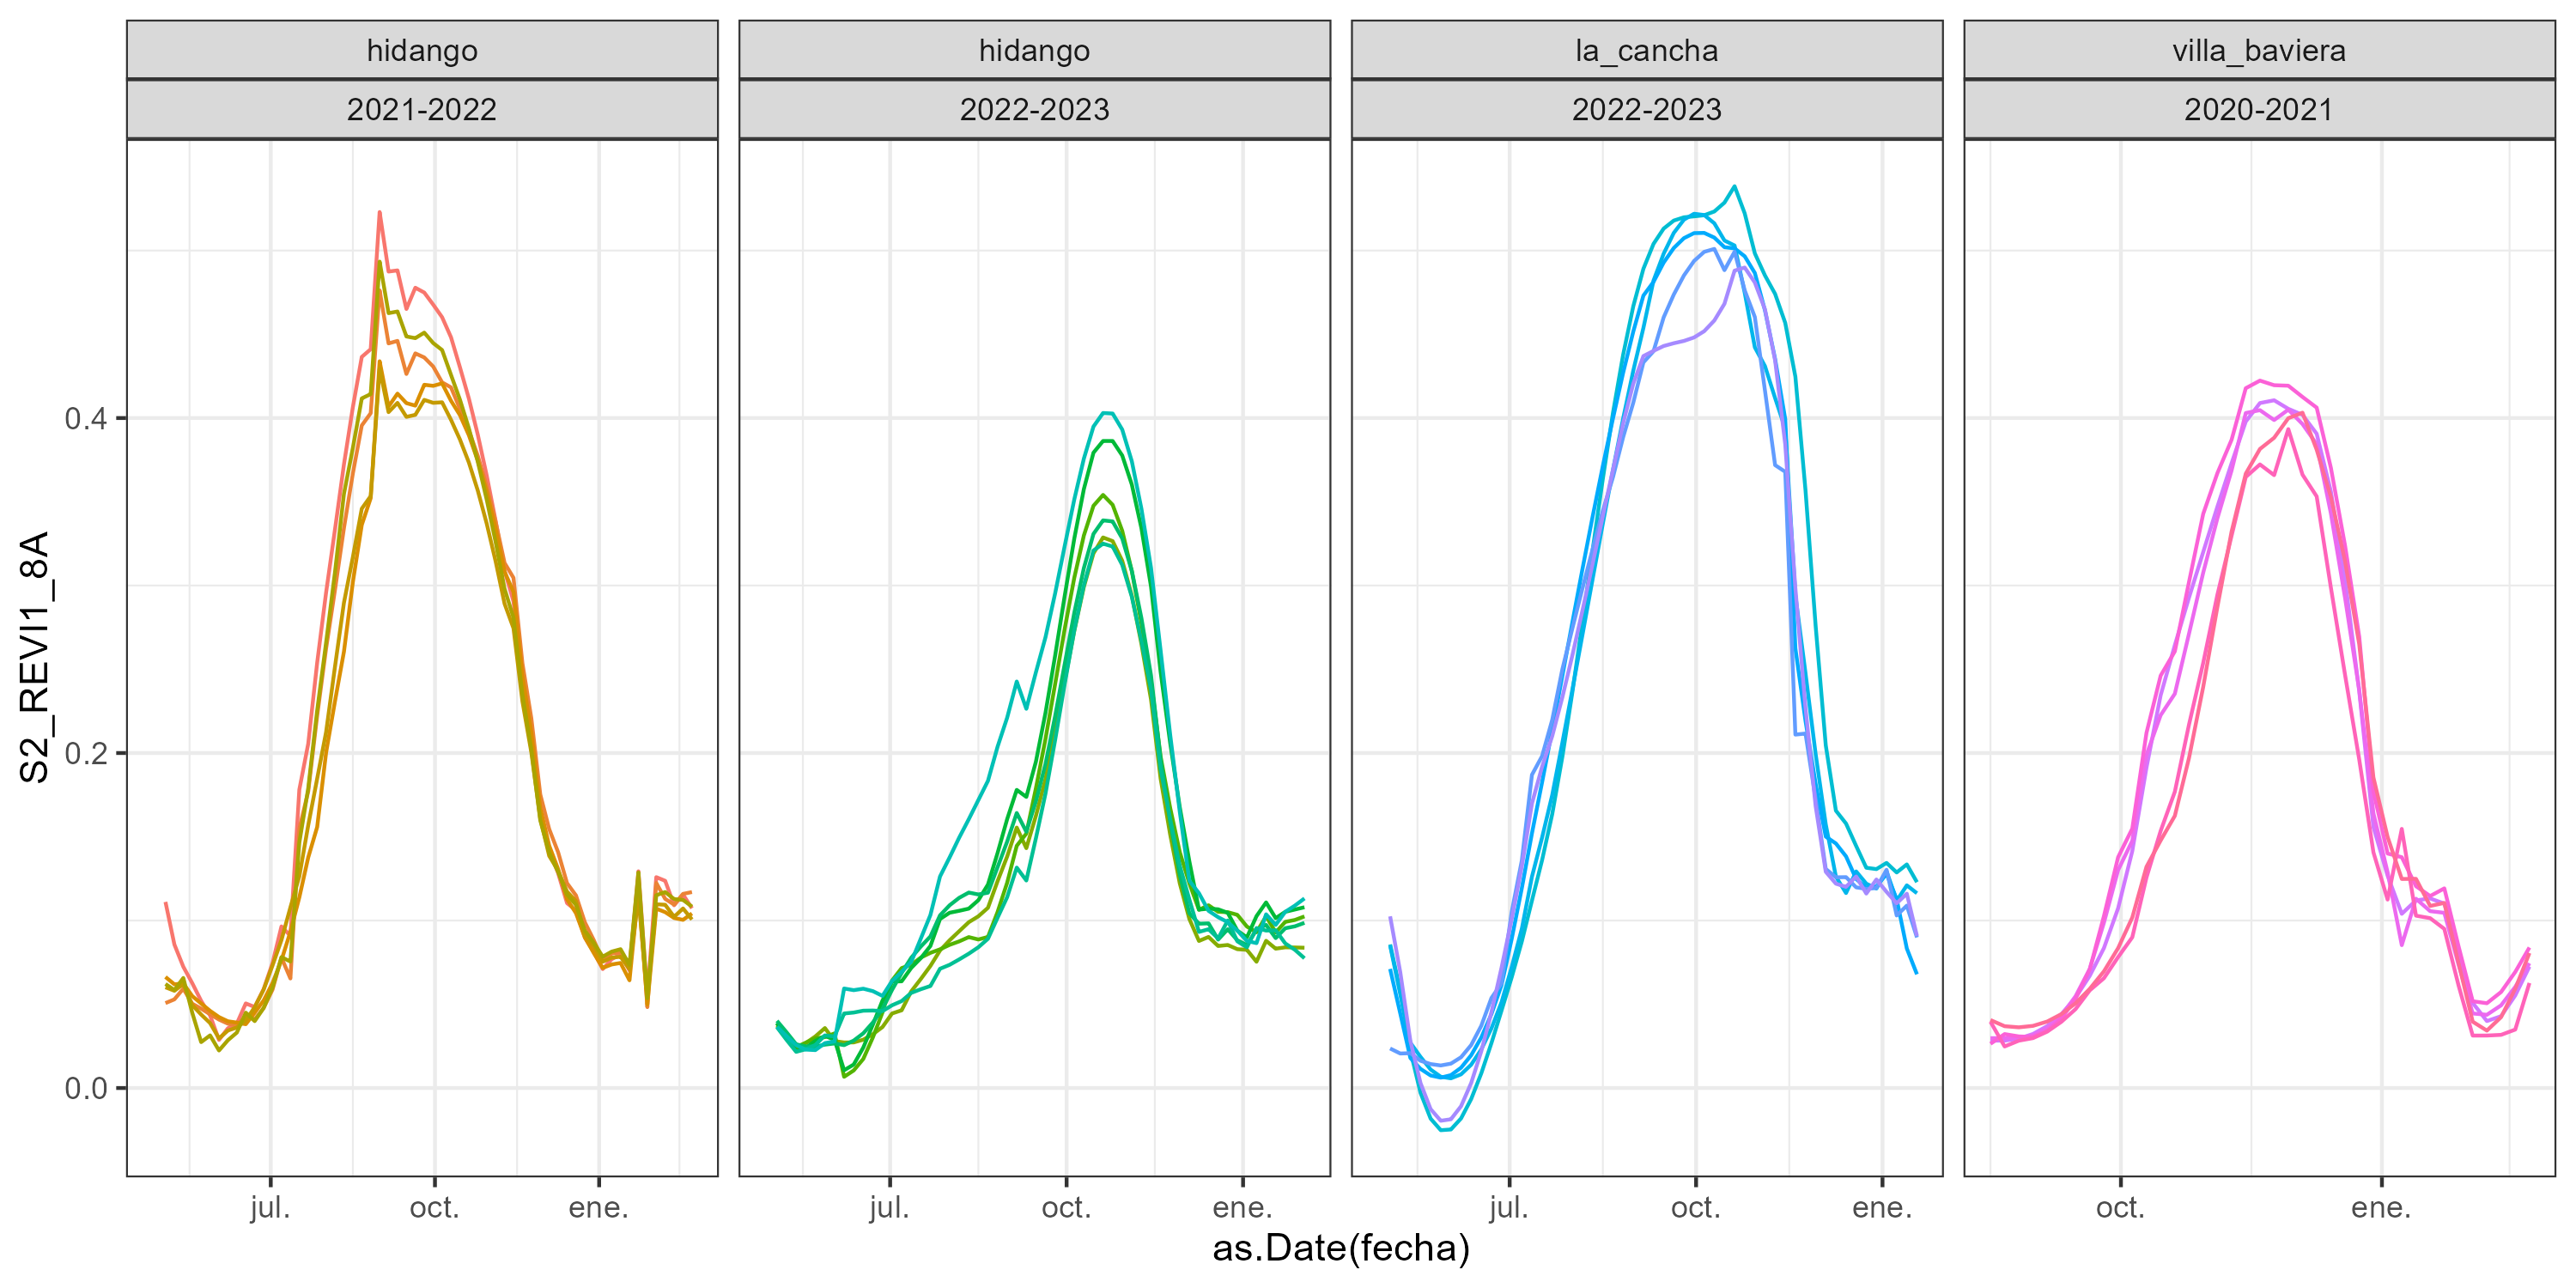 hidango
hidango
la_cancha
villa_baviera
2021-2022
2022-2023
2022-2023
2020-2021
S2_REVI1_8A
0.4
0.2
0.0
jul.
oct.
ene.
jul.
oct.
ene.
jul.
oct.
ene.
oct.
ene.
as.Date(fecha)